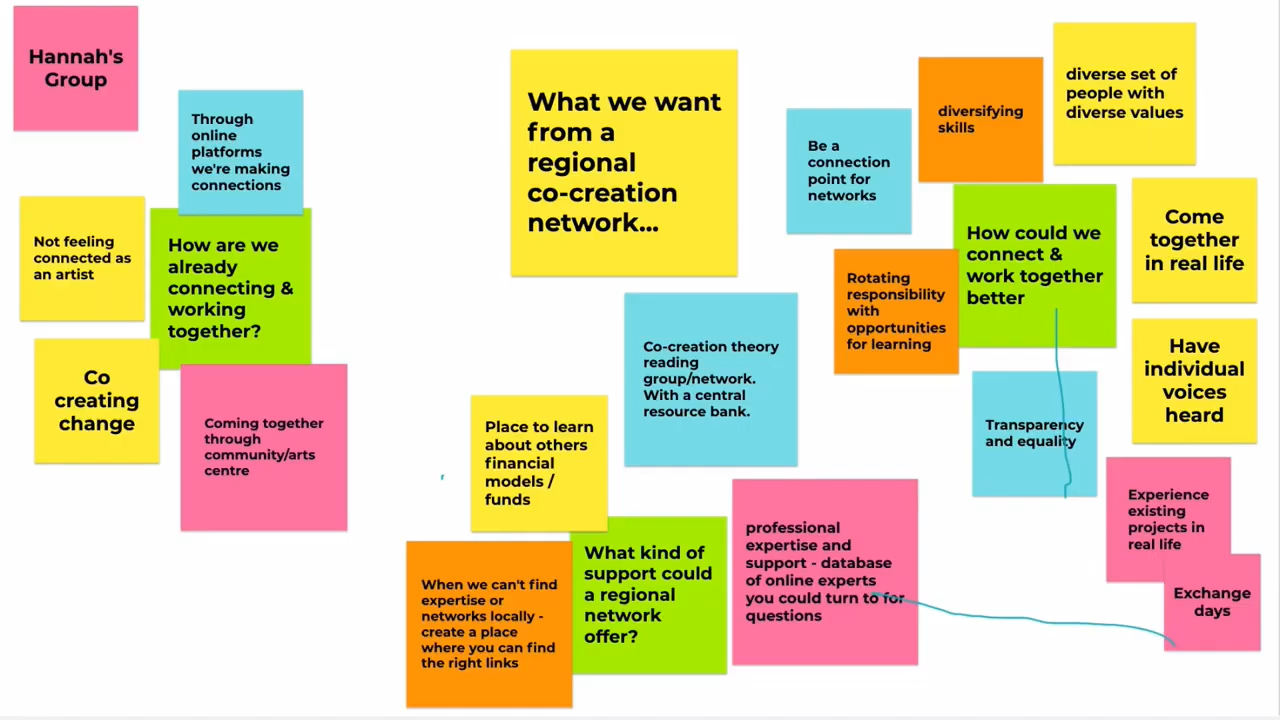 Hannah's
Group
Through
online
platforms
we're making
connections
Not feeling
connected as
an artist
How are we
already
connecting &
working
together?
Co
creating
change
Coming together
through
community/arts
centre
What we want
from a
regional
co-creation
network...
Co-creation theory
reading
group/network.
With a central
resource bank.
Place to learn
about others
financial
models /
funds
When we can't find
expertise or
networks locally -
create a place
where you can find
the right links
What kind of
support could
a regional
network
offer?
professional
expertise and
support - database
of online experts
you could turn to for
questions
Be a
connection
point for
networks
diversifying
skills
diverse set of
people with
diverse values
Rotating
responsibility
with
opportunities
for learning
How could we
connect &
work together
better
Come
together
in real life
Have
individual
voices
heard
Transparency
and equality
Experience
existing
projects in
real life
Exchange
days